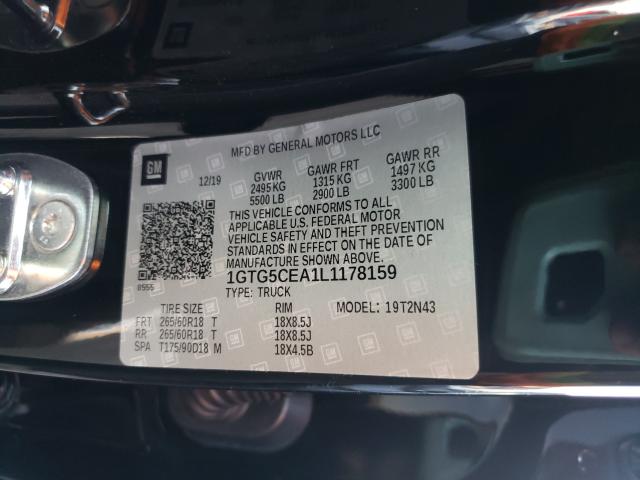 MFD BY GENERAL MOTORS LLC
GM
12/19 GVWR GAWR FRT GAWR RR
2495 KG 1315 KG 1497 KG
5500 LB 2900 LB 3300 LB
THIS VEHICLE CONFORMS TO ALL
APPLICABLE U.S. FEDERAL MOTOR
VEHICLE SAFETY AND THEFT PREVENTION
STANDARDS IN EFFECT ON THE DATE OF
MANUFACTURE SHOWN ABOVE.
1GTG5CEA1L1178159
TYPE: TRUCK MODEL: 19T2N43
TIRE SIZE RIM
FRT 265/60R18 T 18X8.5J
RR 265/60R18 T 18X8.5J
SPA T175/90D18 M 18X4.5B